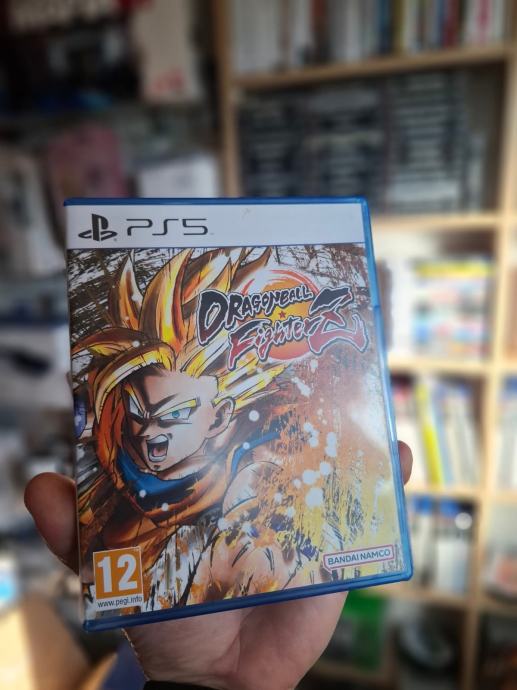 PS5
DRAGONBALL
FighterZ
12
www.pegi.info
BANDAI NAMCO